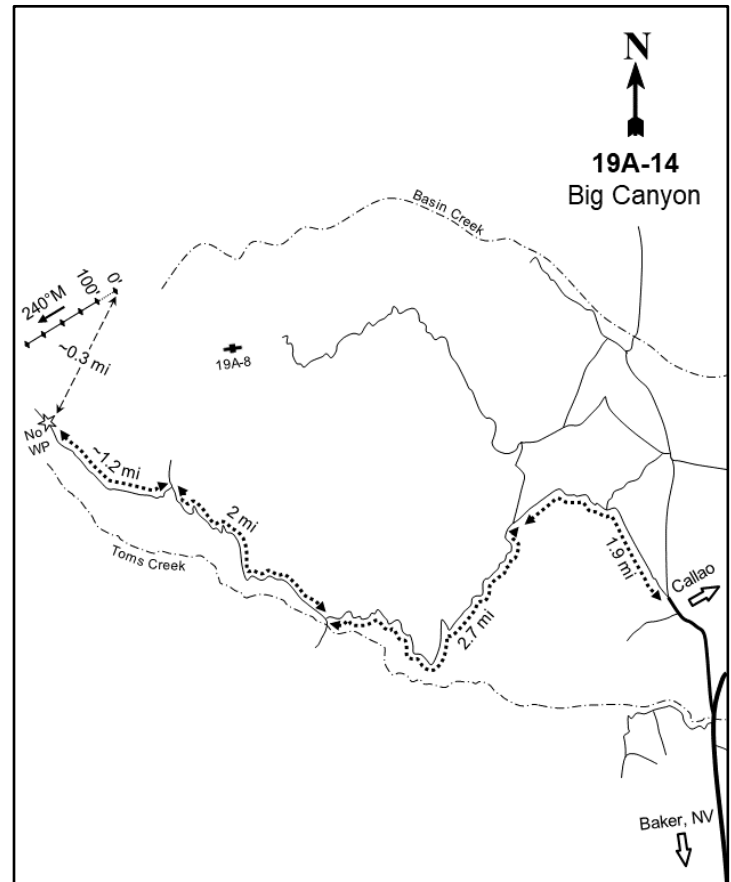 N
19A-14
Big Canyon
Basin Creek
0'
100'
240°M
~0.3 mi
19A-8
No
WP
~1.2 mi
2 mi
Toms Creek
1.9 mi
2.7 mi
Callao
Baker, NV